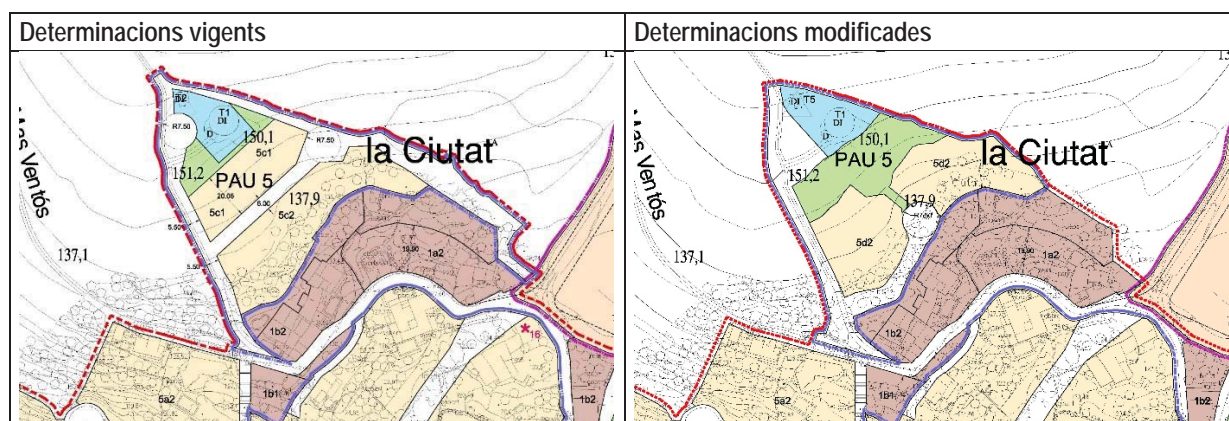 Determinacions vigents
Determinacions modificades
T1
DI
D
R7.50
150,1
R7.50
5c1
la Ciutat
151,2
PAU 5
20.05
6.00
137,9
5c1
5c2
5.50
Mas Ventós
137,1
5.50
1a2
1b2
*16
1b1
5a2
1b2
T5
T1
DI
D
150,1
5d2
la Ciutat
PAU 5
151,2
137,9
5d2
Mas Ventós
137,1
1a2
1b2
1b1
5a2
1b2